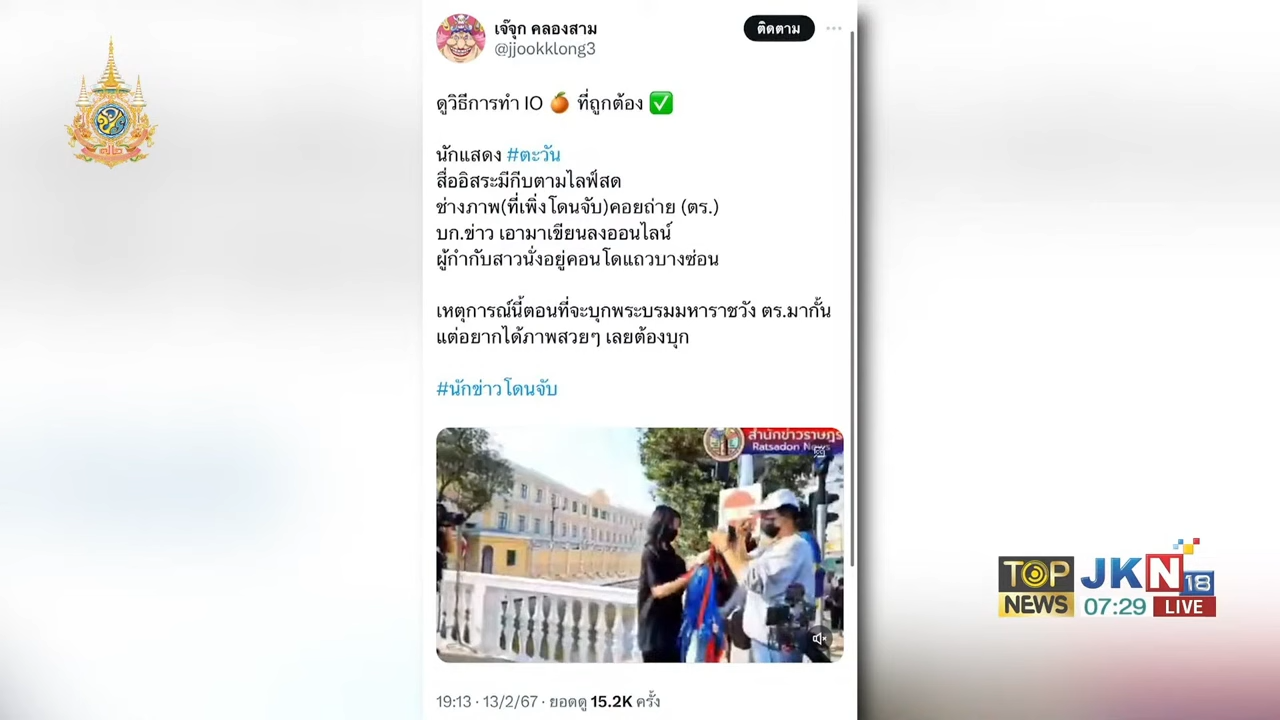 เจ๊จุก คลองสาม
ติดตาม
@jjookklong3
ดูวิธีการทำ IO 🍊 ที่ถูกต้อง ✅
นักแสดง #ตะวัน
สื่ออิสระมีกีบตามไลฟ์สด
ช่างภาพ(ที่เพิ่งโดนจับ)คอยถ่าย (ตร.)
บก.ข่าว เอามาเขียนลงออนไลน์
ผู้กำกับสาวนั่งอยู่คอนโดแถวบางซ่อน
เหตุการณ์นี้ตอนที่จะบุกพระบรมมหาราชวัง ตร.มากั้น
แต่อยากได้ภาพสวยๆ เลยต้องบุก
#นักข่าวโดนจับ
สำนักข่าวราษฎร
Ratsadon News
19:13 · 13/2/67 · ยอดดู 15.2K ครั้ง
TOP NEWS
JKN 18
07:29 LIVE